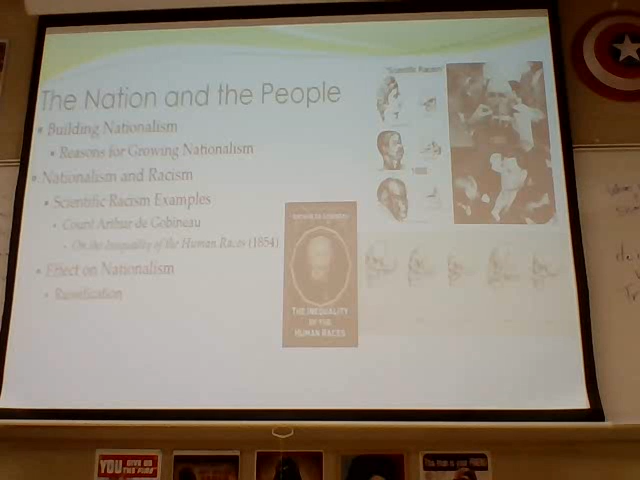 The Nation and the People
• Building Nationalism
• Reasons for Growing Nationalism
• Nationalism and Racism
• Scientific Racism Examples
• Count Arthur de Gobineau
• On the Inequality of the Human Races (1854)
• Effect on Nationalism
• Russification
"Scientific Racism"
THE INEQUALITY
OF THE
HUMAN RACES
YOU